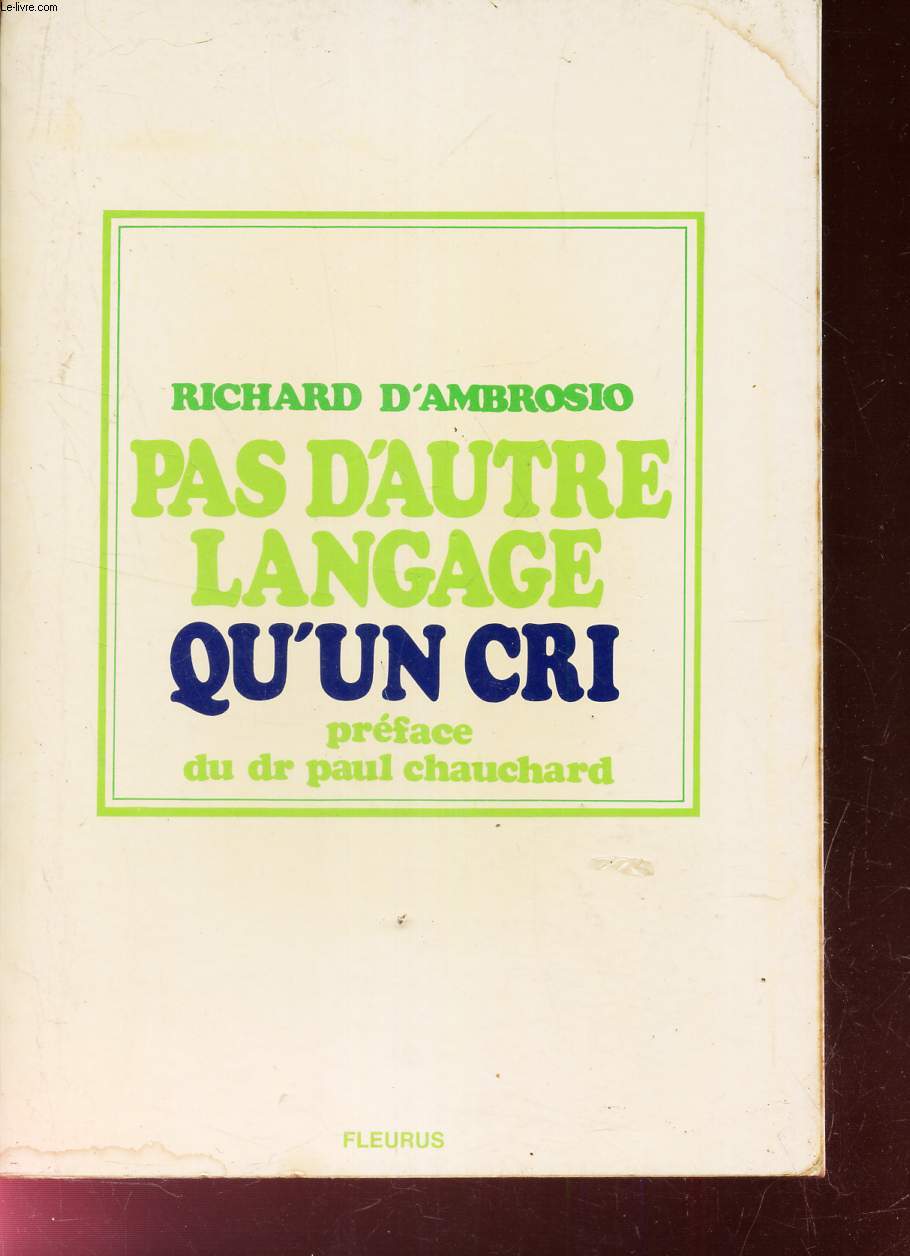 Le-livre.com
RICHARD D'AMBROSIO
PAS D'AUTRE
LANGAGE
QU'UN CRI
préface
du dr paul chauchard
FLEURUS